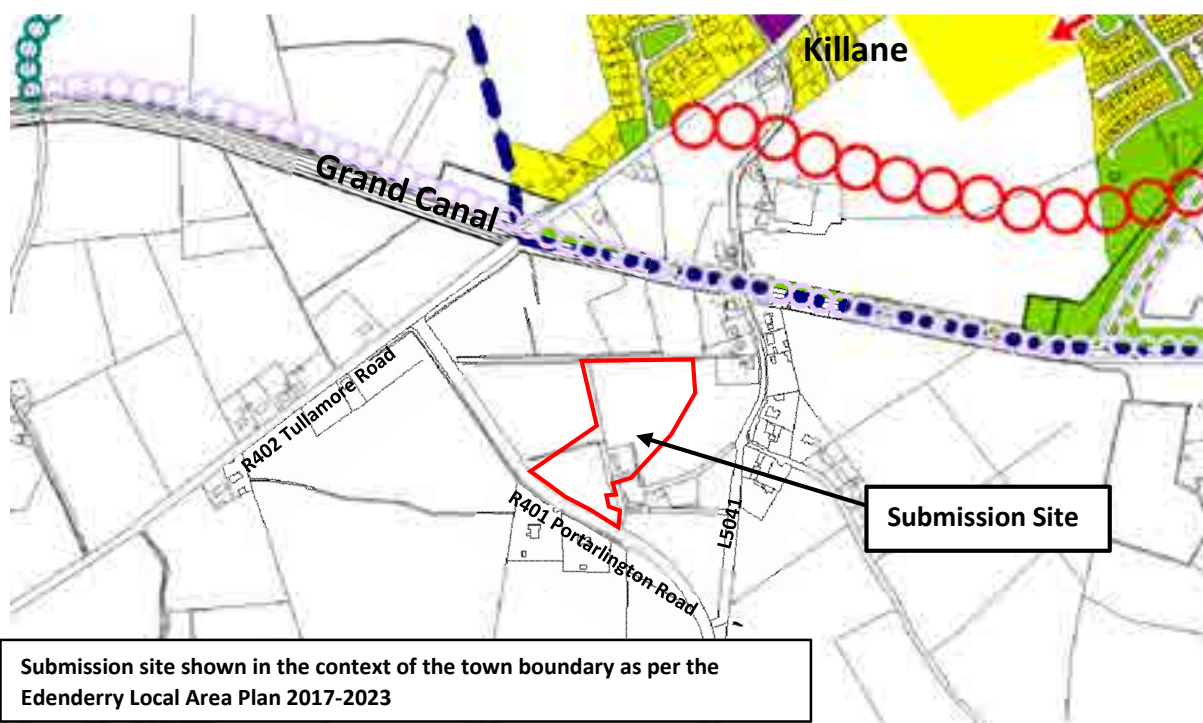 Killane
Grand Canal
R402 Tullamore Road
R401 Portarlington Road
L5041
Submission Site
Submission site shown in the context of the town boundary as per the
Edenderry Local Area Plan 2017-2023